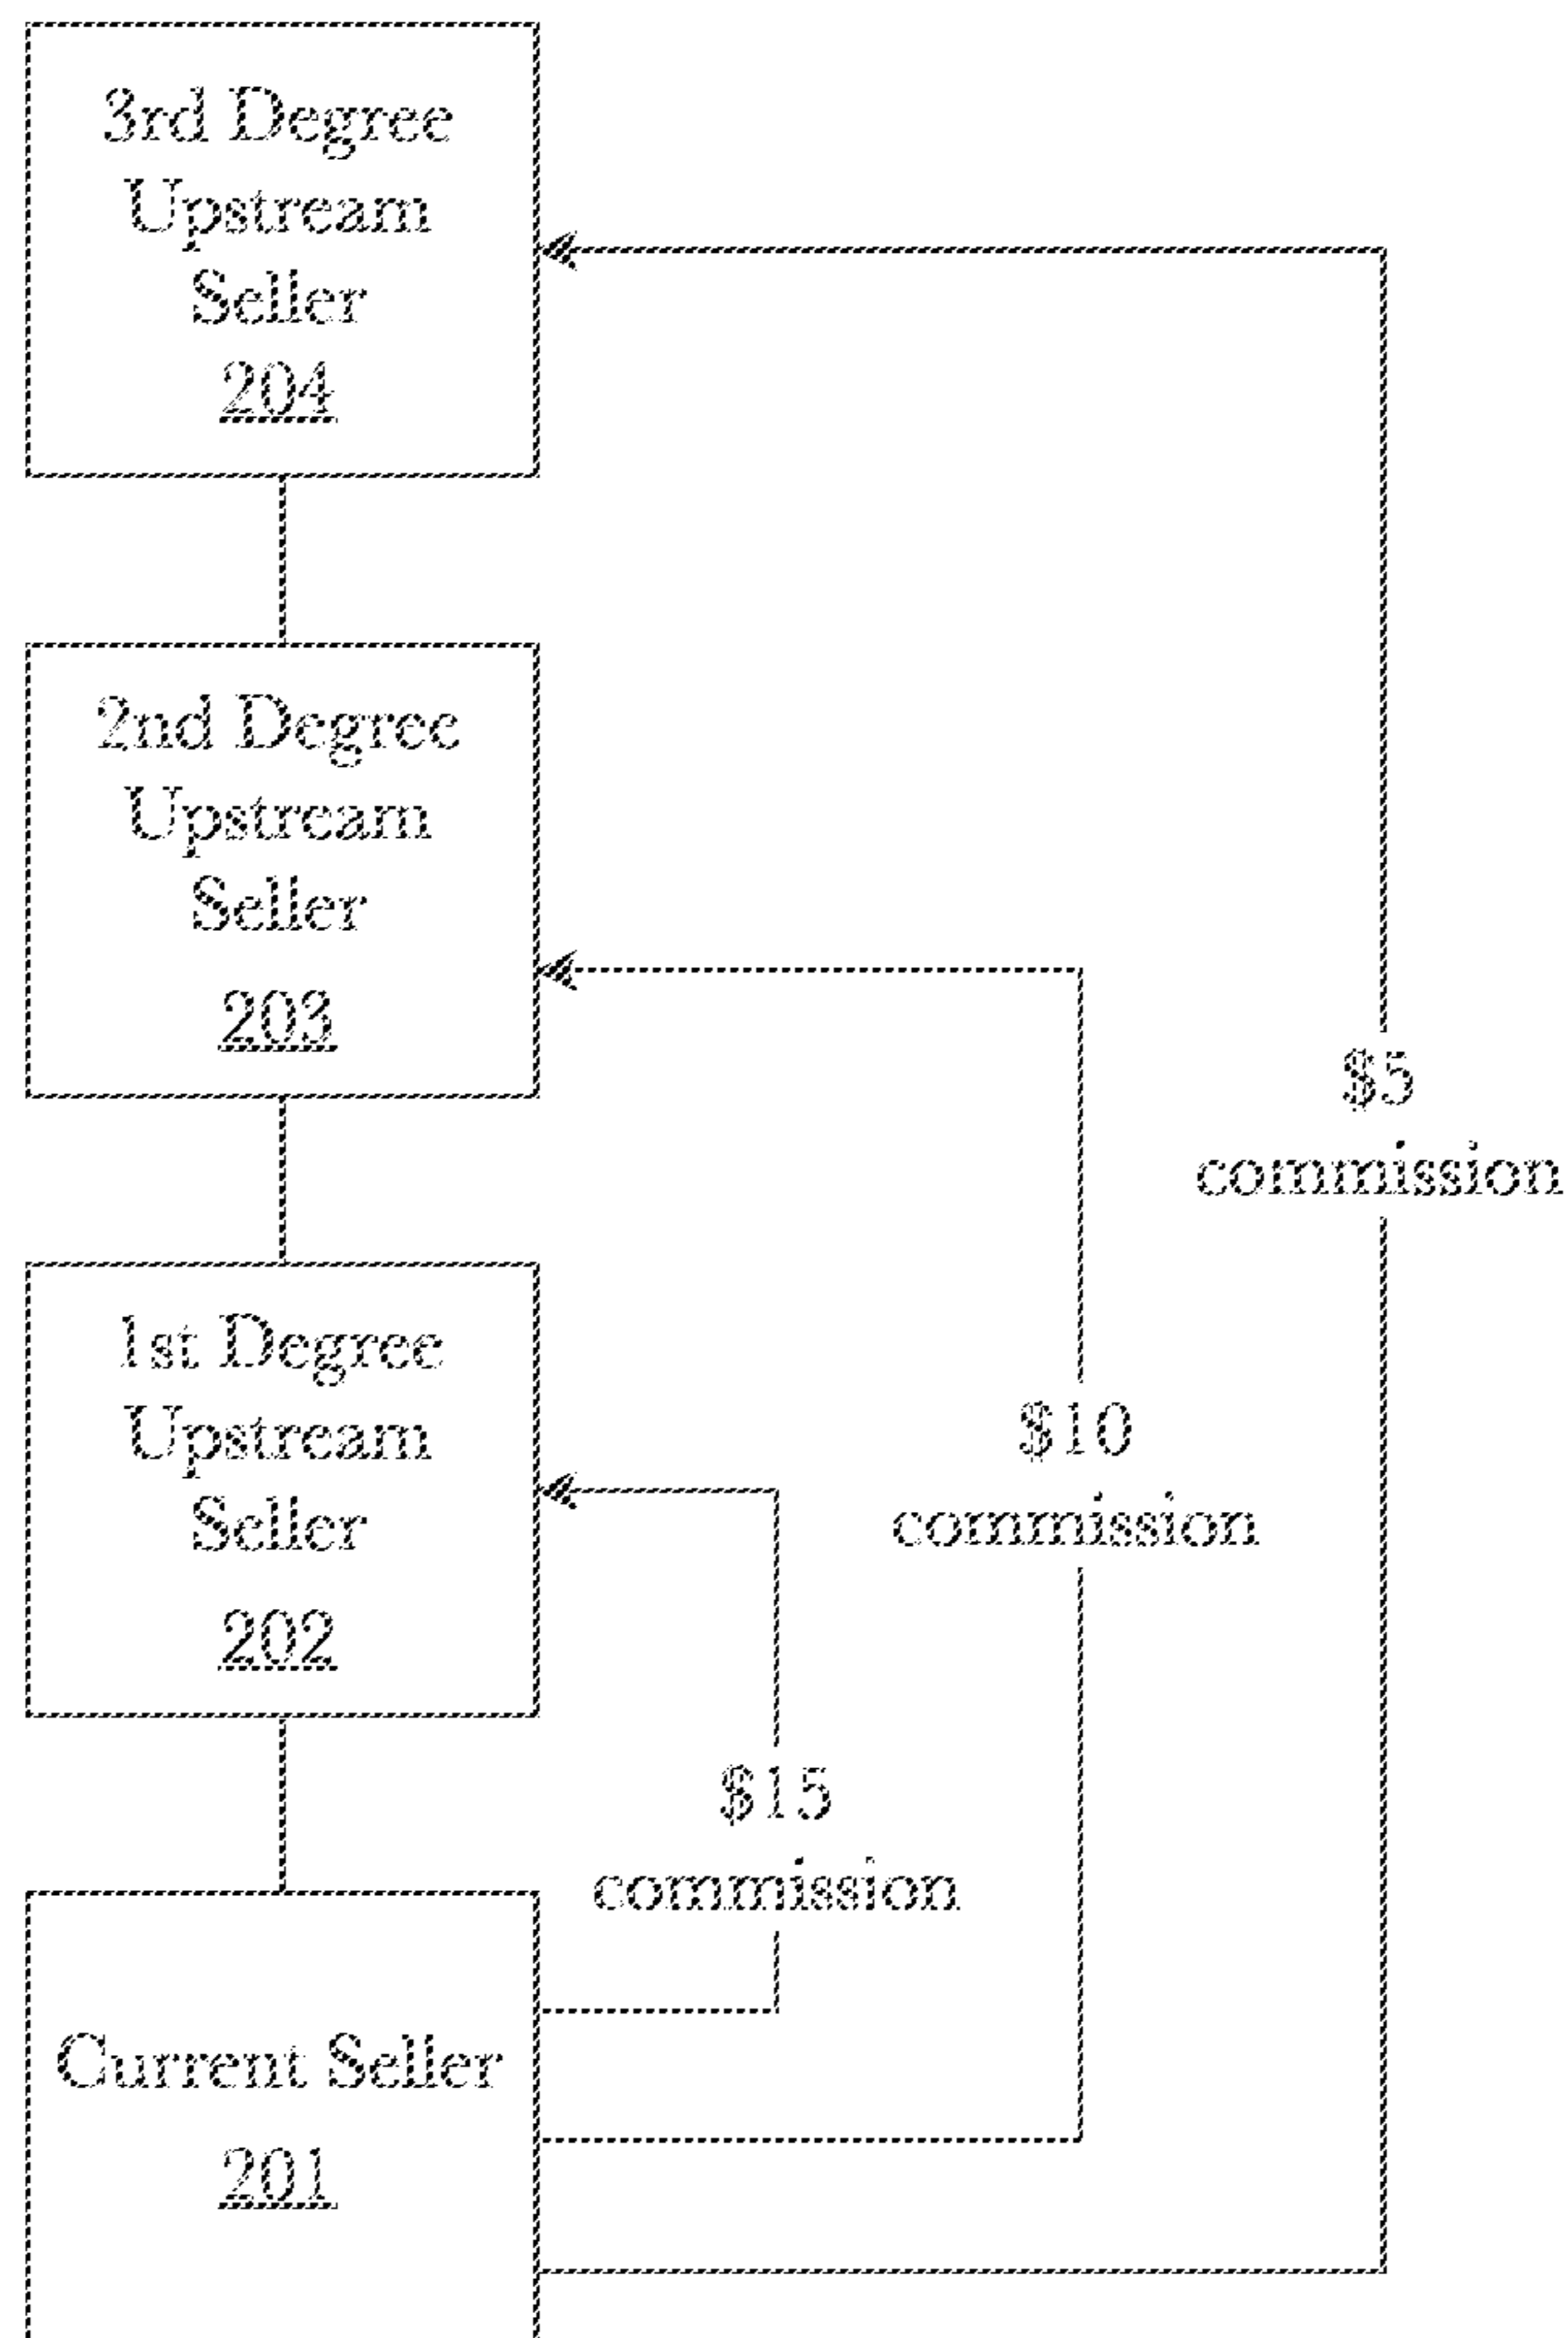 3rd Degree
Upstream
Seller
204
2nd Degree
Upstream
Seller
203
$5
commission
1st Degree
Upstream
Seller
202
$10
commission
$15
commission
Current Seller
201